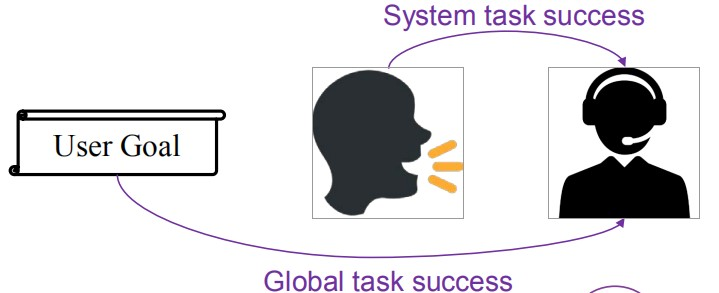 System task success
User Goal
Global task success